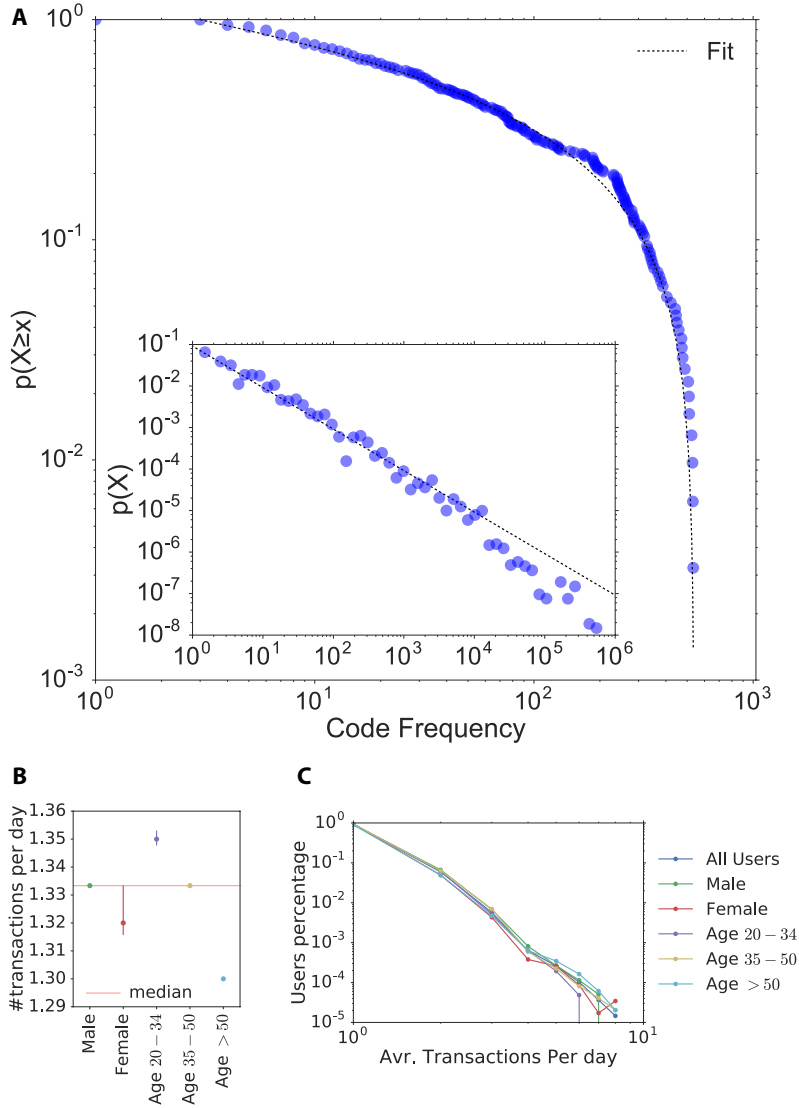 A
10^0
Fit
10^-1
p(X≥x)
10^-2
10^-3
10^0 10^1 10^2 10^3
Code Frequency
10^-1
10^-2
10^-3
10^-4
10^-5
10^-6
10^-7
10^-8
p(X)
10^0 10^1 10^2 10^3 10^4 10^5 10^6
B
#transactions per day
1.36
1.35
1.34
1.33
1.32
1.31
1.30
1.29
median
Male
Female
Age 20 − 34
Age 35 − 50
Age > 50
C
Users percentage
10^0
10^-1
10^-2
10^-3
10^-4
10^-5
10^0 10^1
Avr. Transactions Per day
All Users
Male
Female
Age 20 − 34
Age 35 − 50
Age > 50